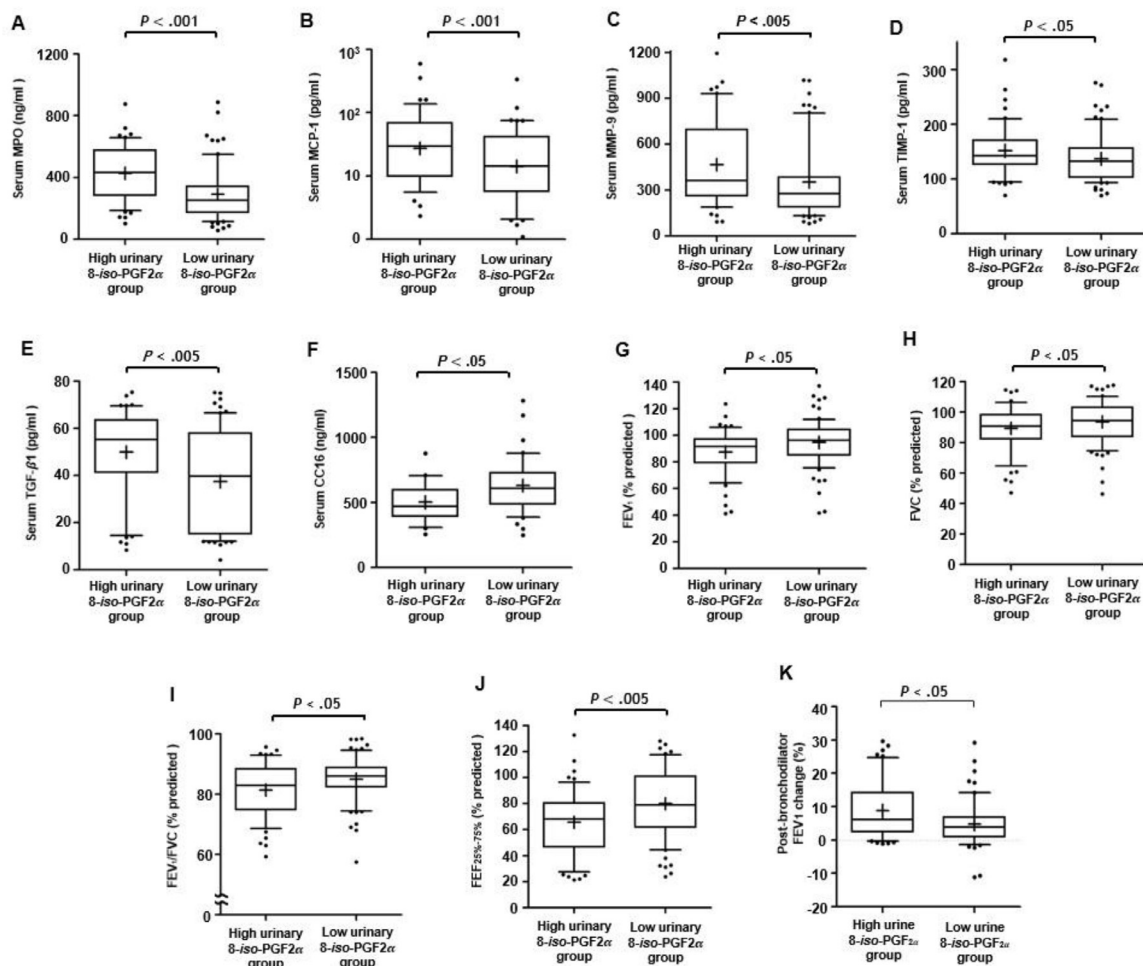 A
P < .001
Serum MPO (ng/ml )
1200
800
400
0
High urinary
8-iso-PGF2α
group
Low urinary
8-iso-PGF2α
group
B
P < .001
Serum MCP-1 (pg/ml)
10³
10²
10
0
High urinary
8-iso-PGF2α
group
Low urinary
8-iso-PGF2α
group
C
P < .005
Serum MMP-9 (pg/ml)
1200
900
600
300
0
High urinary
8-iso-PGF2α
group
Low urinary
8-iso-PGF2α
group
D
P < .05
Serum TIMP-1 (pg/ml )
300
200
100
0
High urinary
8-iso-PGF2α
group
Low urinary
8-iso-PGF2α
group
E
P < .005
Serum TGF-β1 (pg/ml)
80
60
40
20
0
High urinary
8-iso-PGF2α
group
Low urinary
8-iso-PGF2α
group
F
P < .05
Serum CC16 (ng/ml)
1500
1000
500
0
High urinary
8-iso-PGF2α
group
Low urinary
8-iso-PGF2α
group
G
P < .05
FEV₁ (% predicted )
140
120
100
80
60
40
20
0
High urinary
8-iso-PGF2α
group
Low urinary
8-iso-PGF2α
group
H
P < .05
FVC (% predicted )
120
100
80
60
40
20
0
High urinary
8-iso-PGF2α
group
Low urinary
8-iso-PGF2α
group
I
P < .05
FEV₁/FVC (% predicted )
100
80
60
0
High urinary
8-iso-PGF2α
group
Low urinary
8-iso-PGF2α
group
J
P < .005
FEF25%-75% (% predicted )
140
120
100
80
60
40
20
0
High urinary
8-iso-PGF2α
group
Low urinary
8-iso-PGF2α
group
K
P < .05
Post-bronchodilator
FEV₁ change (%)
40
30
20
10
0
-10
-20
High urine
8-iso-PGF₂α
group
Low urine
8-iso-PGF₂α
group